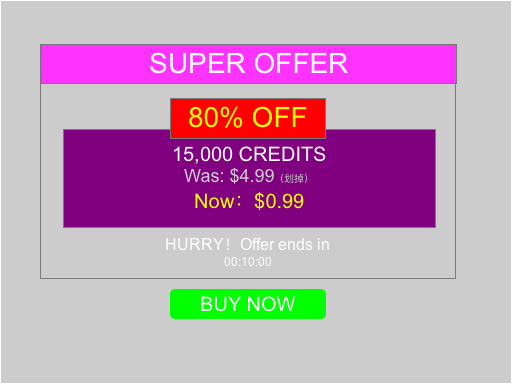 SUPER OFFER
80% OFF
15,000 CREDITS
Was: $4.99 (划掉)
Now：$0.99
HURRY！Offer ends in
00:10:00
BUY NOW